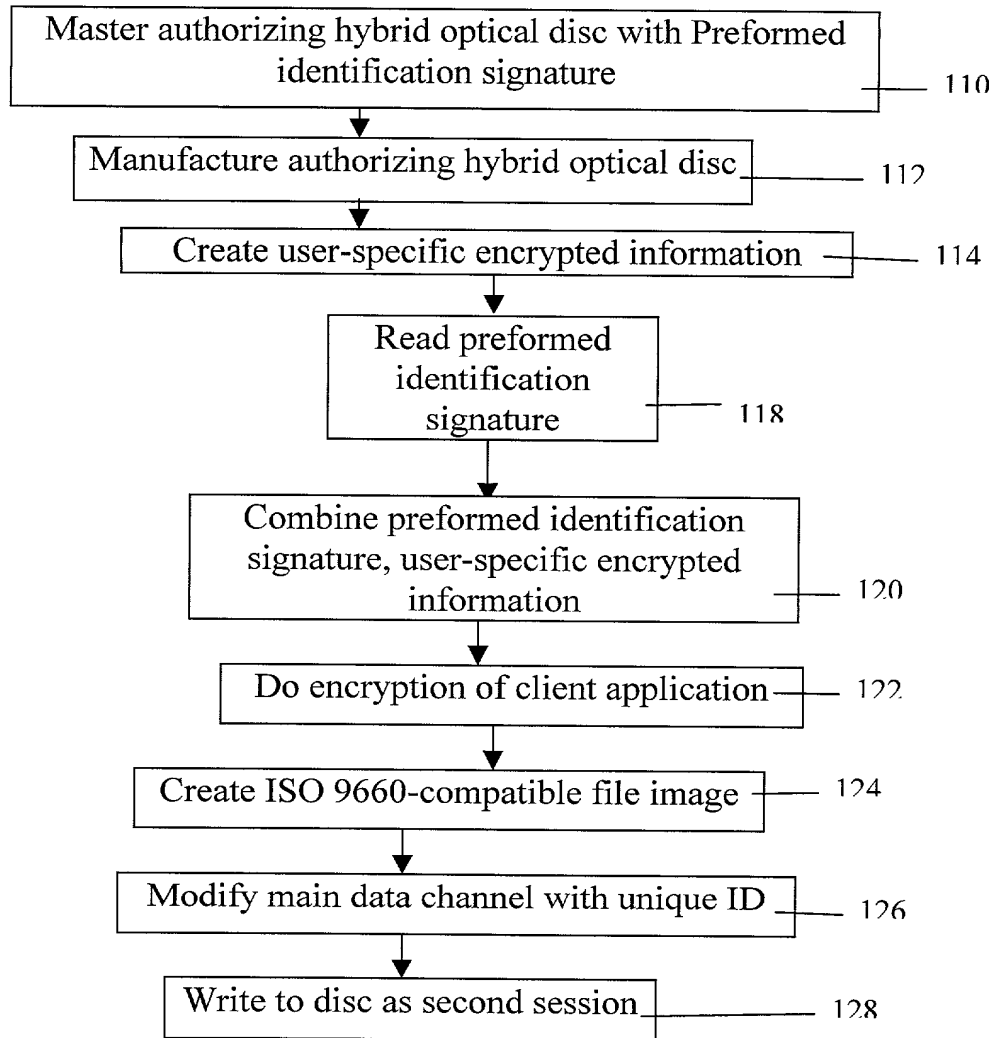 Master authorizing hybrid optical disc with Preformed
identification signature
110
Manufacture authorizing hybrid optical disc
112
Create user-specific encrypted information
114
Read preformed
identification
signature
118
Combine preformed identification
signature, user-specific encrypted
information
120
Do encryption of client application
122
Create ISO 9660-compatible file image
124
Modify main data channel with unique ID
126
Write to disc as second session
128